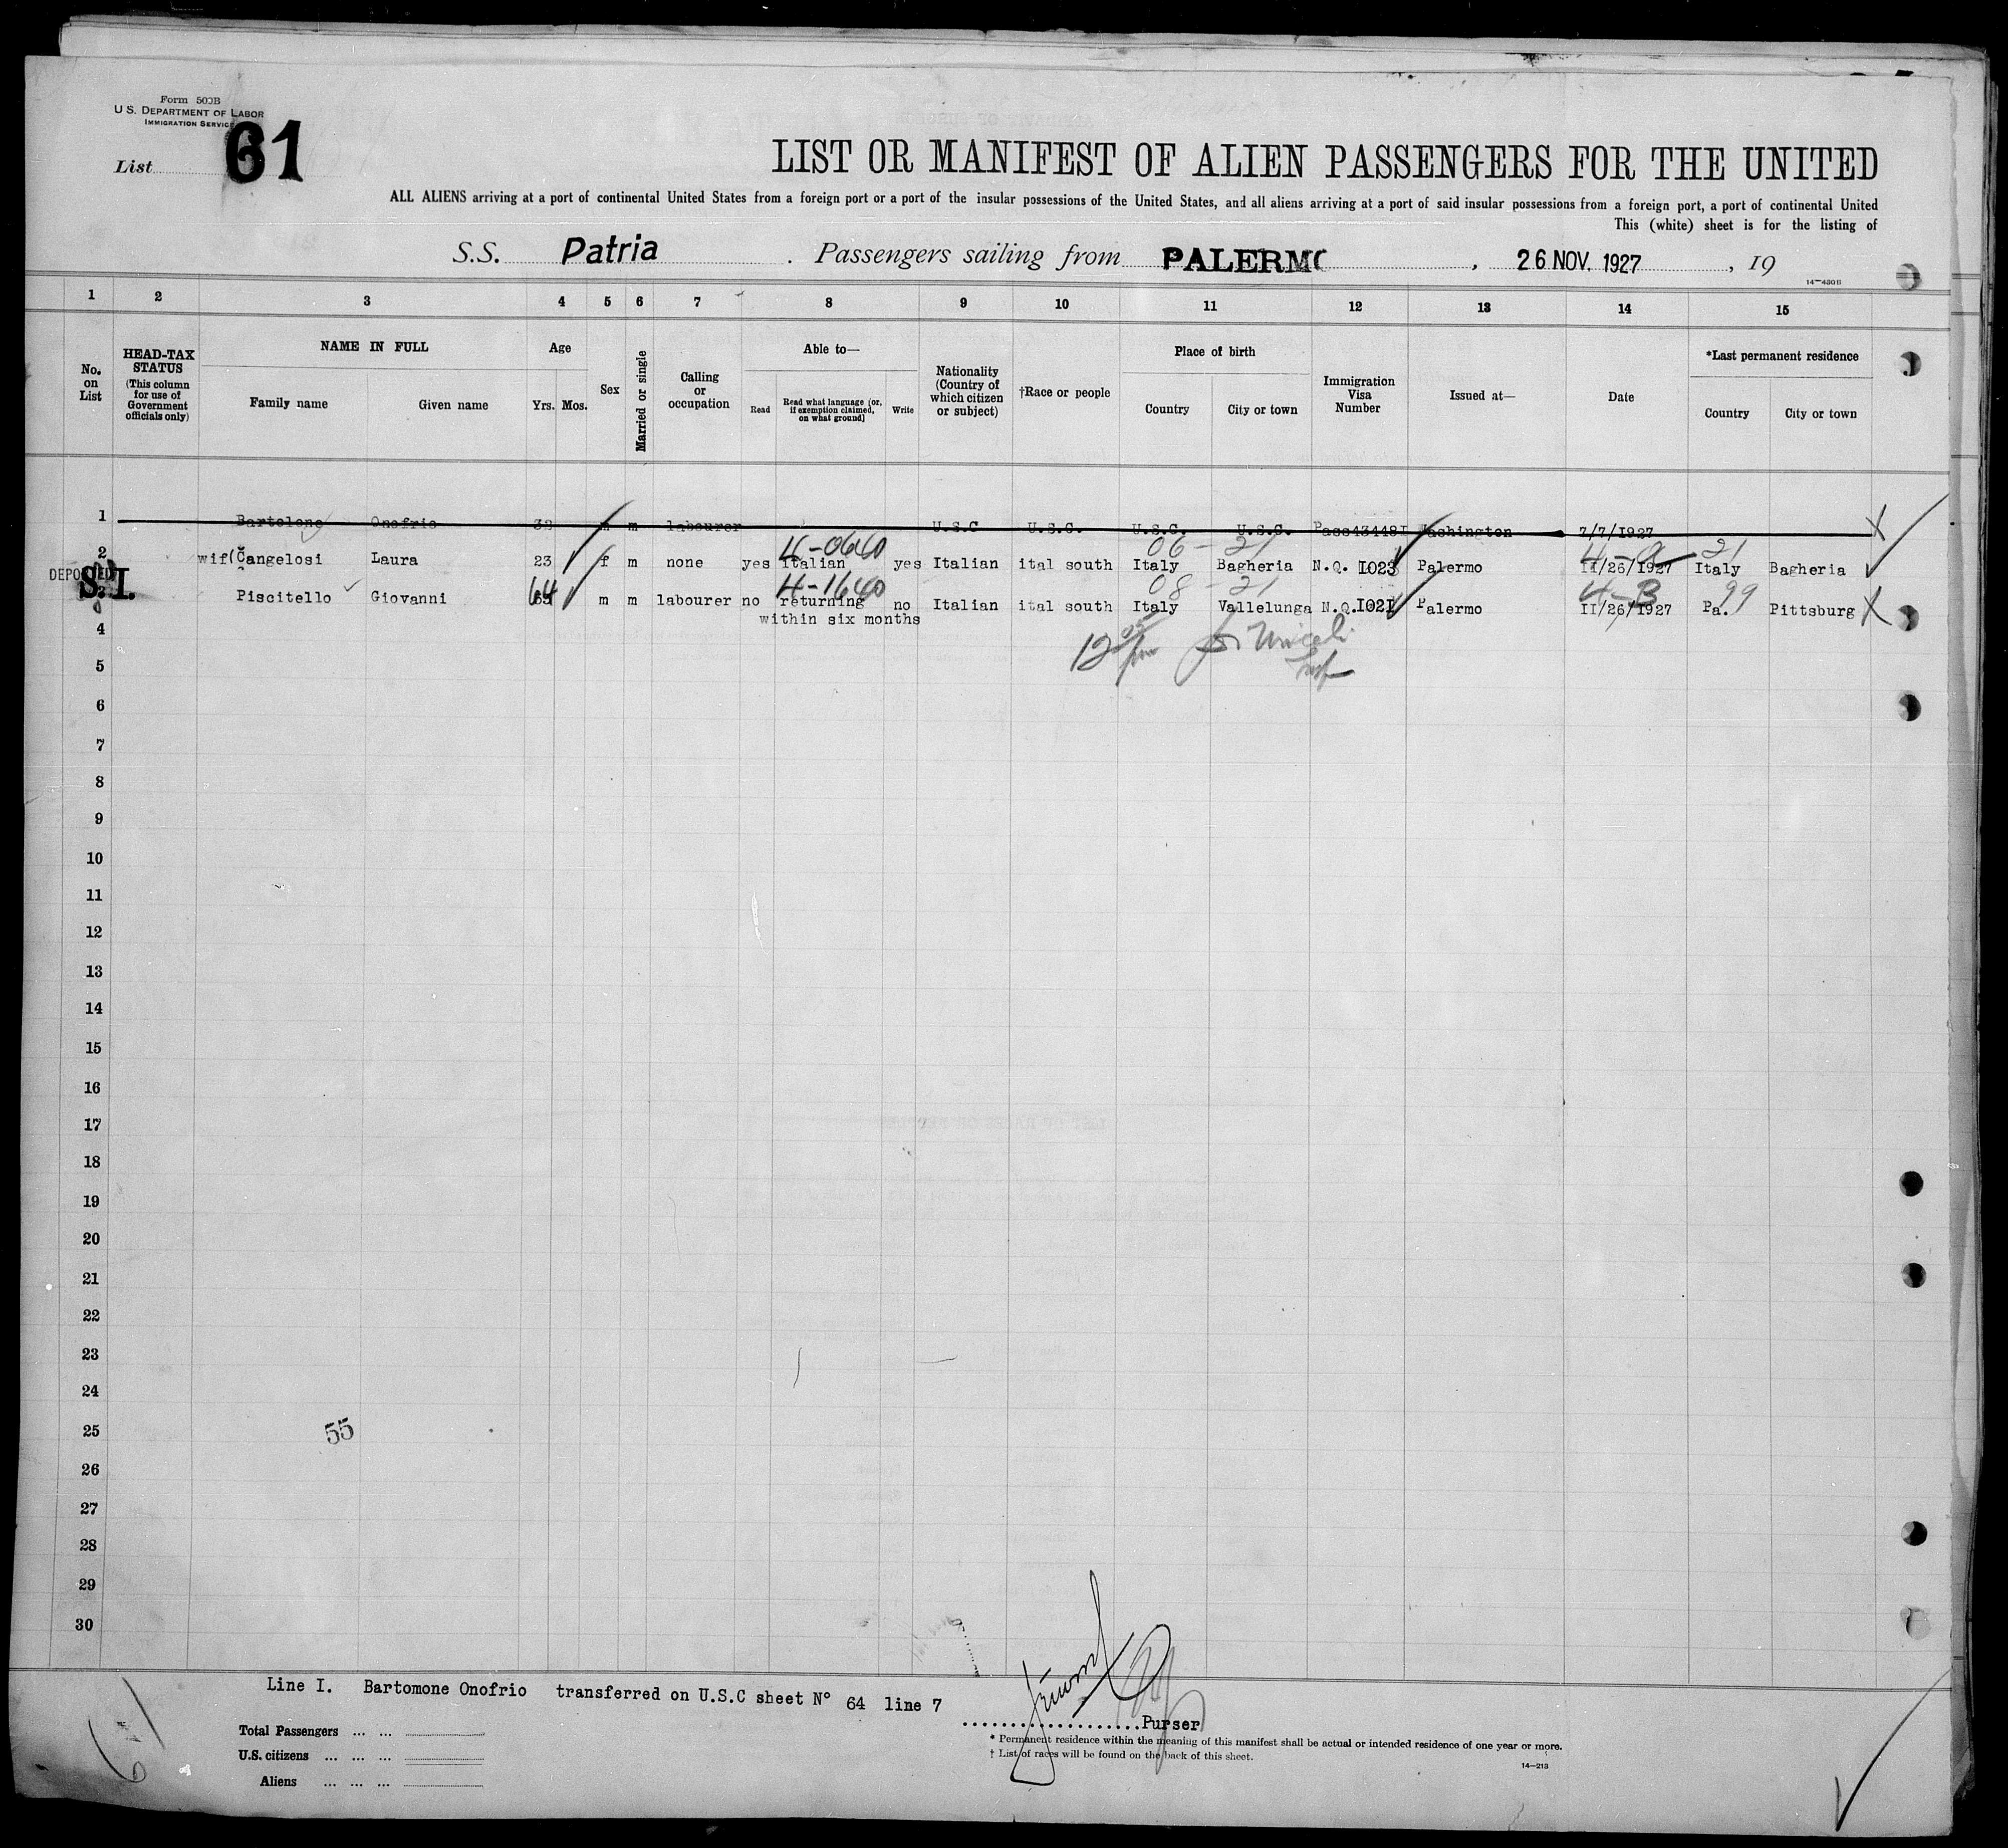 Form 500B
U. S. DEPARTMENT OF LABOR
IMMIGRATION SERVICE
List 61
LIST OR MANIFEST OF ALIEN PASSENGERS FOR THE UNITED
ALL ALIENS arriving at a port of continental United States from a foreign port or a port of the insular possessions of the United States, and all aliens arriving at a port of said insular possessions from a foreign port, a port of continental United
This (white) sheet is for the listing of
S.S. Patria . Passengers sailing from PALERMO , 26 NOV. 1927 , 19
1 2 3 4 5 6 7 8 9 10 11 12 13 14 15
No. on List
HEAD-TAX STATUS
(This column for use of Government officials only)
NAME IN FULL
Family name Given name
Age
Yrs. Mos.
Sex
Married or single
Calling or occupation
Able to—
Read
Read what language (or, if exemption claimed, on what ground)
Write
Nationality (Country of which citizen or subject)
†Race or people
Place of birth
Country City or town
Immigration Visa Number
Issued at—
Date
*Last permanent residence
Country City or town
1 Bartolone Onofrio 32 m m labourer U.S.C U.S.C. U.S.C. U.S.C. Pass43448I Washington 7/7/1927 X
4-0640 06-21 21
2 wif(Cangelosi Laura 23 f m none yes italian yes Italian ital south Italy Bagheria N.Q. I023 Palermo II/26/1927 Italy Bagheria
DEPORTED
S.I.
4-1640 08-21 4-B 99
3 Piscitello Giovanni 64 m m labourer no returning no Italian ital south Italy Vallelunga N.Q.I02I Palermo II/26/1927 Pa. Pittsburg X
within six months
4
5
6
7
8
9
10
11
12
13
14
15
16
17
18
19
20
21
22
23
24
25
55
26
27
28
29
30
Line I. Bartomone Onofrio transferred on U.S.C sheet N° 64 line 7
Purser
61
Total Passengers ... ...
U.S. citizens ... ... ...
Aliens ... ... ...
* Permanent residence within the meaning of this manifest shall be actual or intended residence of one year or more.
† List of races will be found on the back of this sheet.
14—213